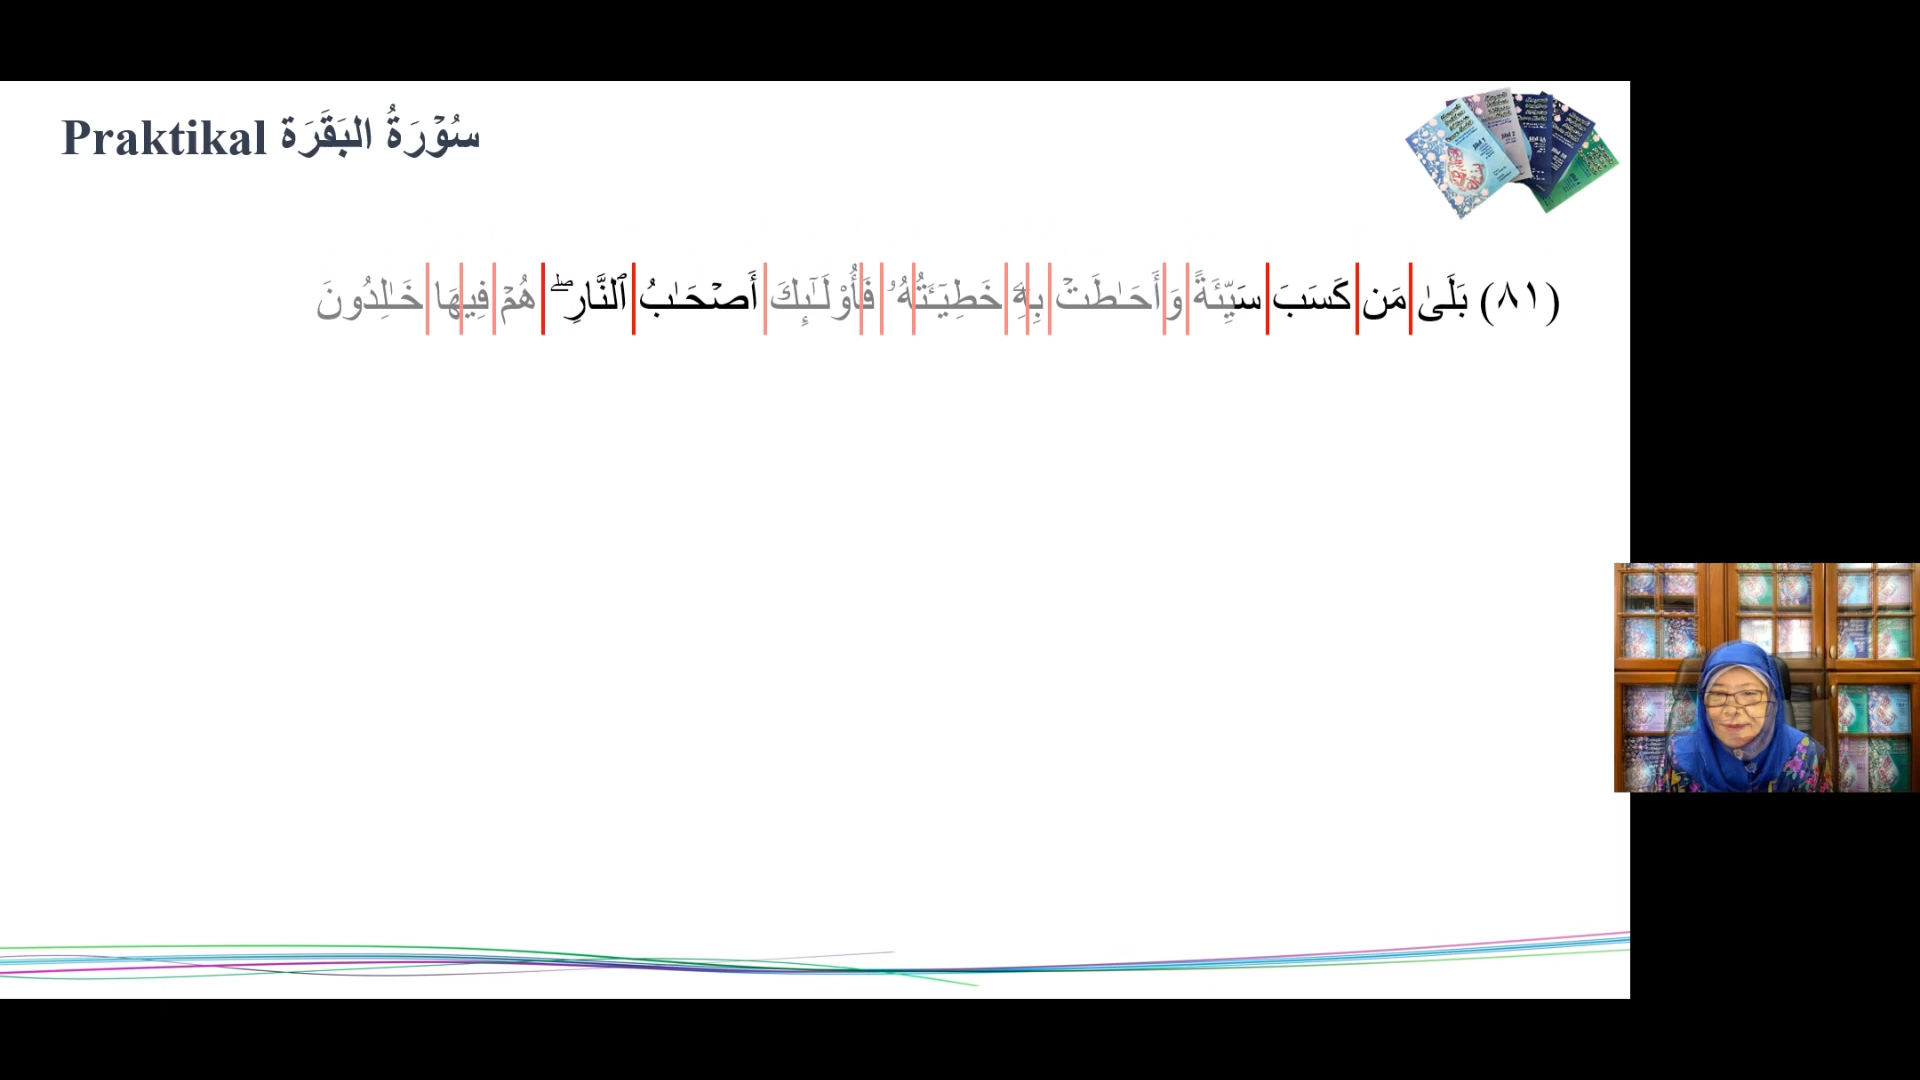 Praktikal سُوْرَةُ البَقَرَة
(٨١) بَلَىٰ مَن كَسَبَ سَيِّئَةً وَأَحَـٰطَتْ بِهِۦ خَطِيٓـَٔتُهُۥ فَأُو۟لَـٰٓئِكَ أَصْحَـٰبُ ٱلنَّارِ ۖ هُمْ فِيهَا خَـٰلِدُونَ